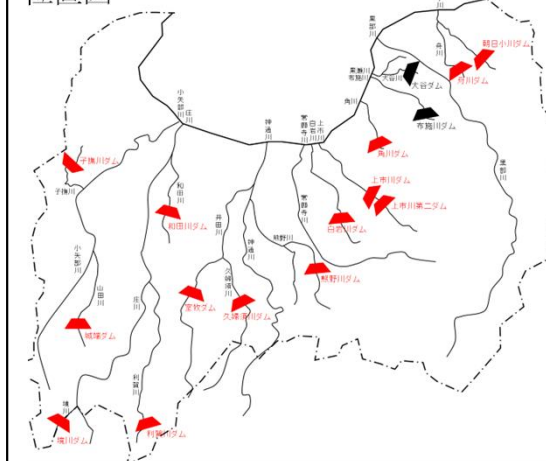 位置図
黒部川
舟川
朝日小川ダム
黒瀬川
布施川
大谷川
大谷ダム
舟川ダム
布施川ダム
小矢部川
庄川
角川
神通川
常願寺川
白岩川
上市川
角川ダム
黒部川
子撫川ダム
子撫川
和田川
和田川ダム
上市川ダム
上市川第二ダム
井田川
神通川
常願寺川
白岩川ダム
熊野川
熊野川ダム
小矢部川
山田川
庄川
久婦須川
室牧ダム
久婦須川ダム
城端ダム
利賀川
境川
境川ダム
利賀川ダム